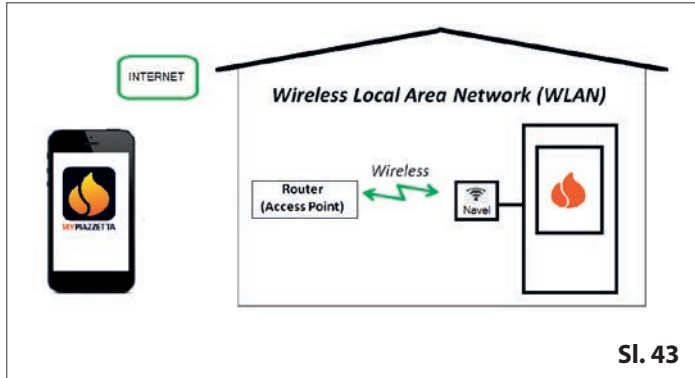 INTERNET
Wireless Local Area Network (WLAN)
Wireless
Router
(Access Point)
Navel
MYPIAZZETTA
Sl. 43